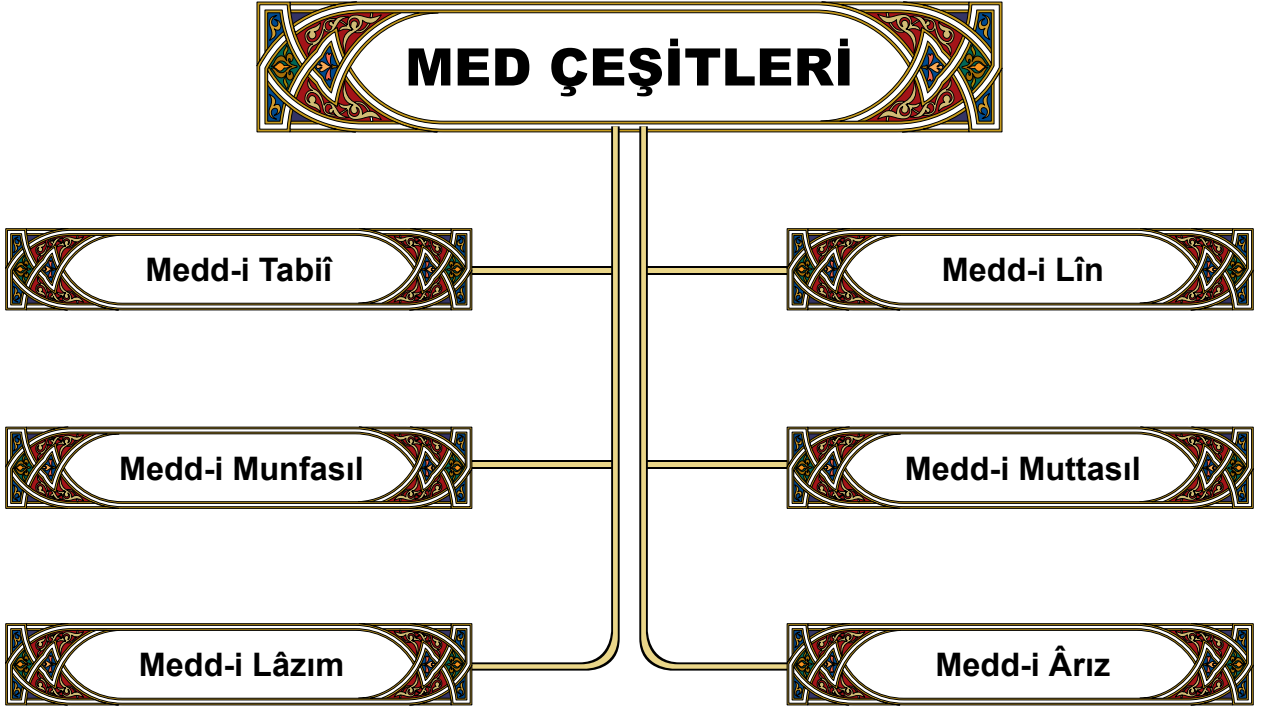 MED ÇEŞİTLERİ
Medd-i Tabiî
Medd-i Lîn
Medd-i Munfasıl
Medd-i Muttasıl
Medd-i Lâzım
Medd-i Ârız